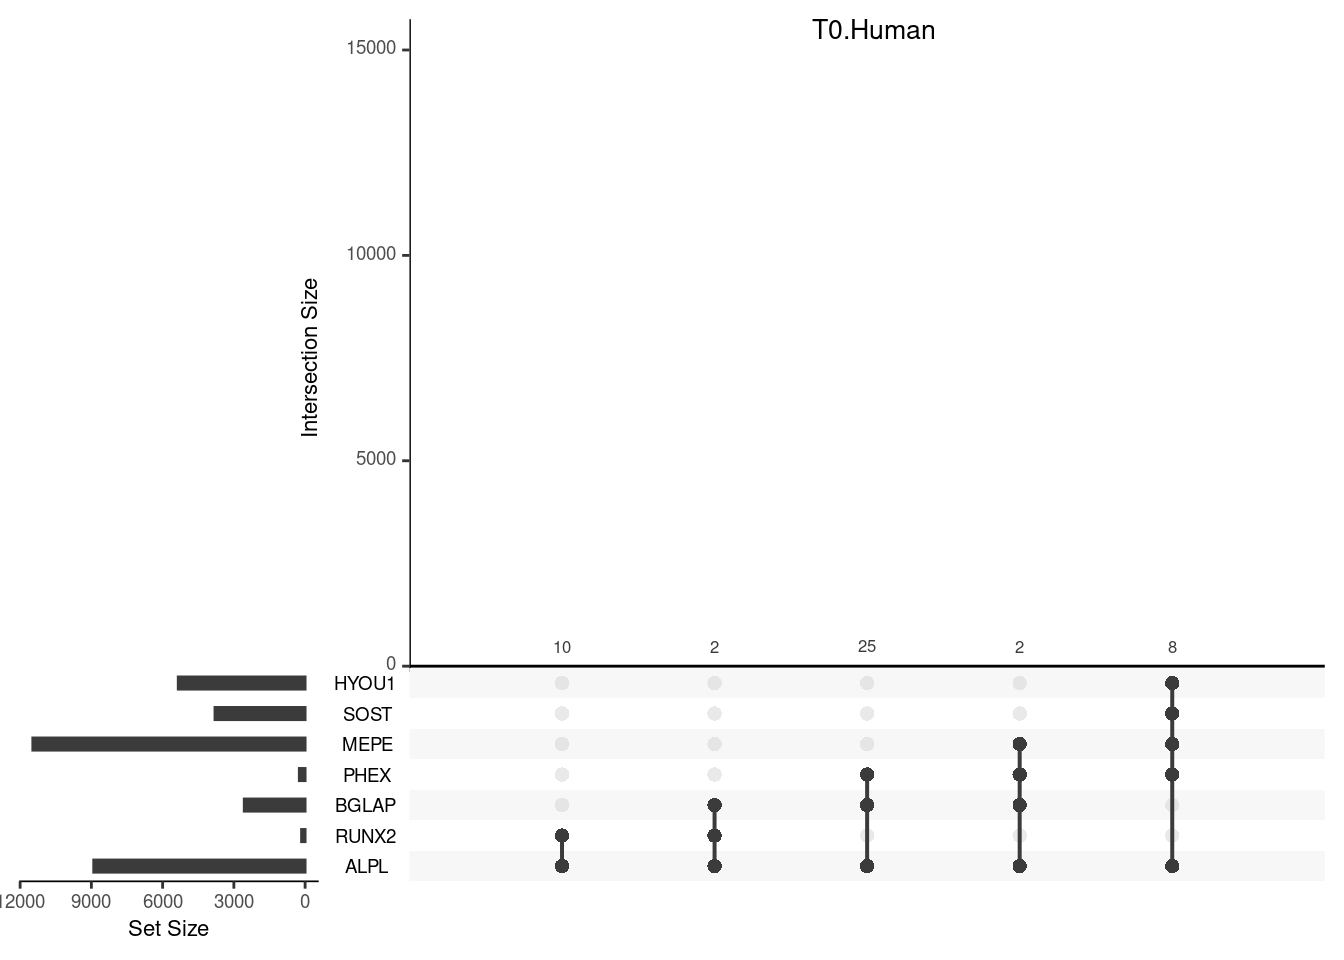 T0.Human
15000
10000
5000
0
Intersection Size
10 2 25 2 8
HYOU1
SOST
MEPE
PHEX
BGLAP
RUNX2
ALPL
12000 9000 6000 3000 0
Set Size